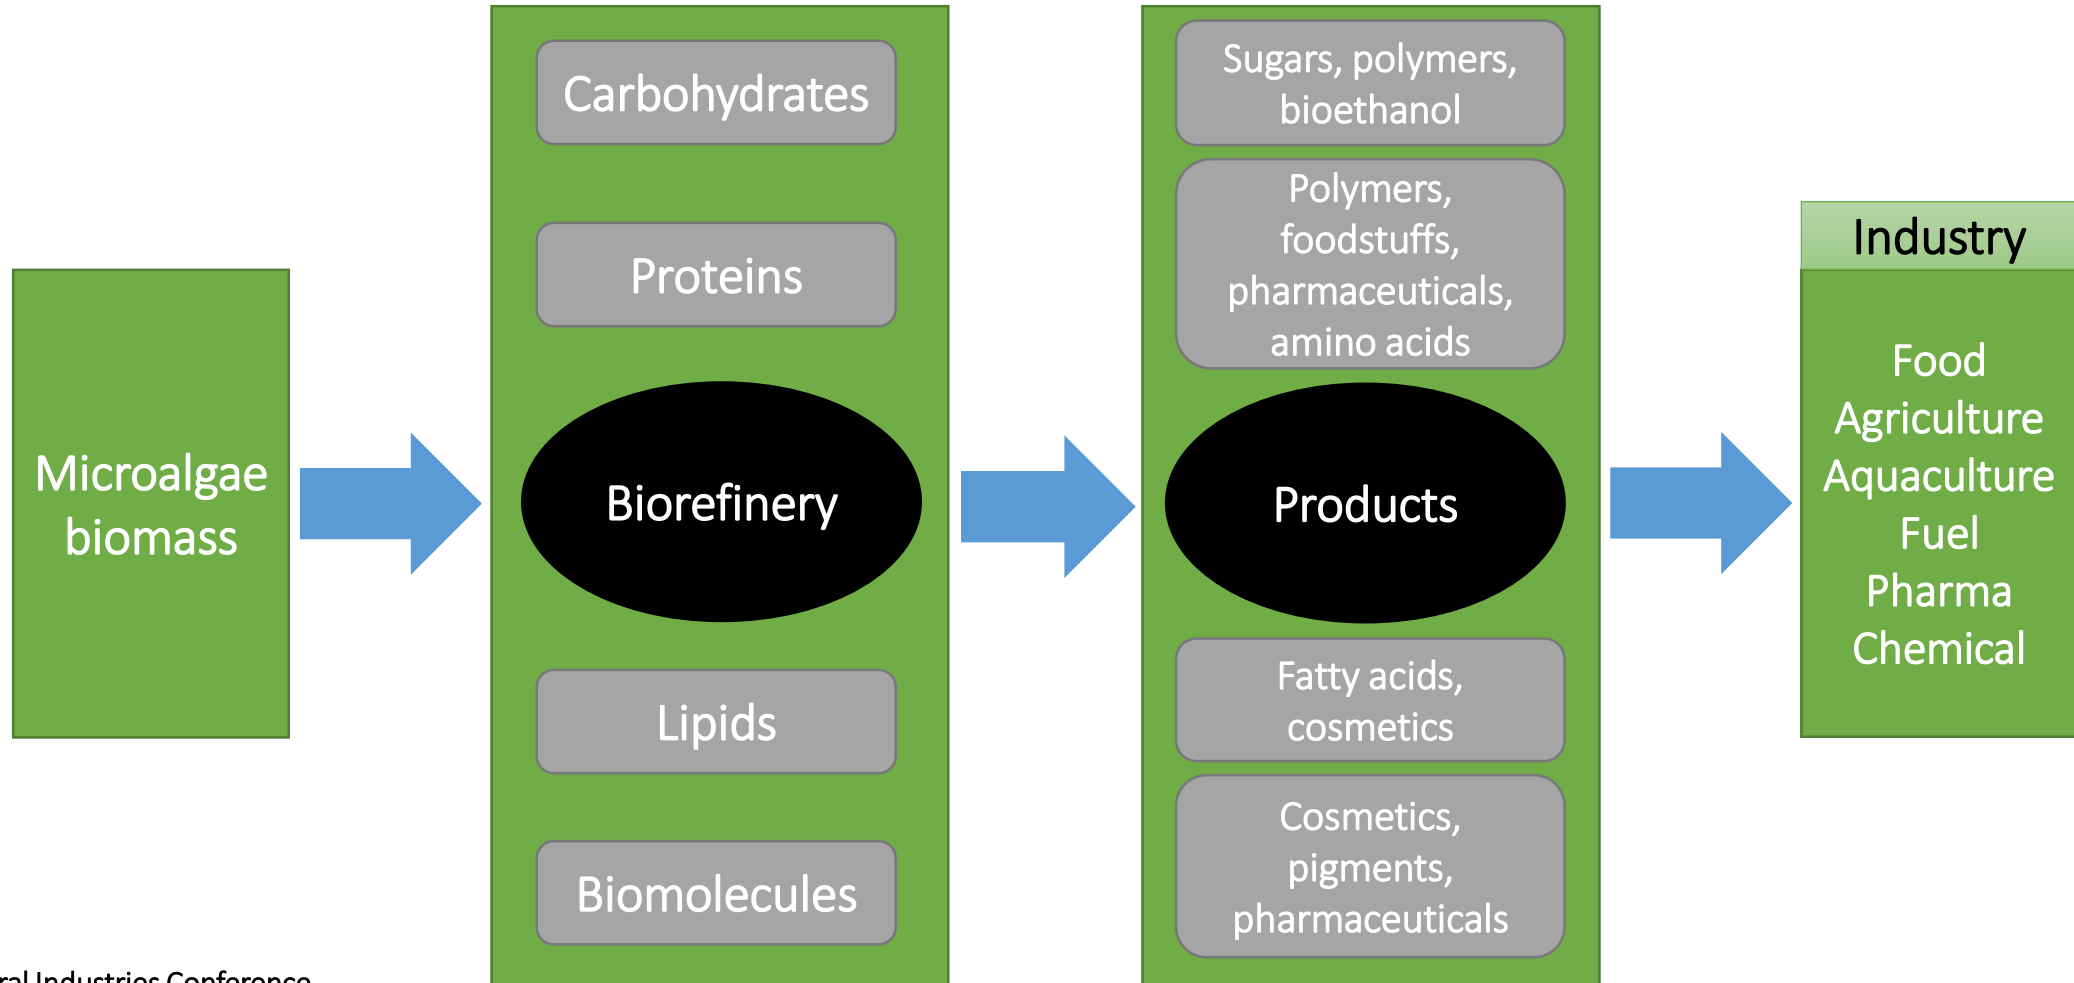 Microalgae
biomass
Carbohydrates
Proteins
Biorefinery
Lipids
Biomolecules
Sugars, polymers,
bioethanol
Polymers,
foodstuffs,
pharmaceuticals,
amino acids
Products
Fatty acids,
cosmetics
Cosmetics,
pigments,
pharmaceuticals
Industry
Food
Agriculture
Aquaculture
Fuel
Pharma
Chemical
Industries Conference